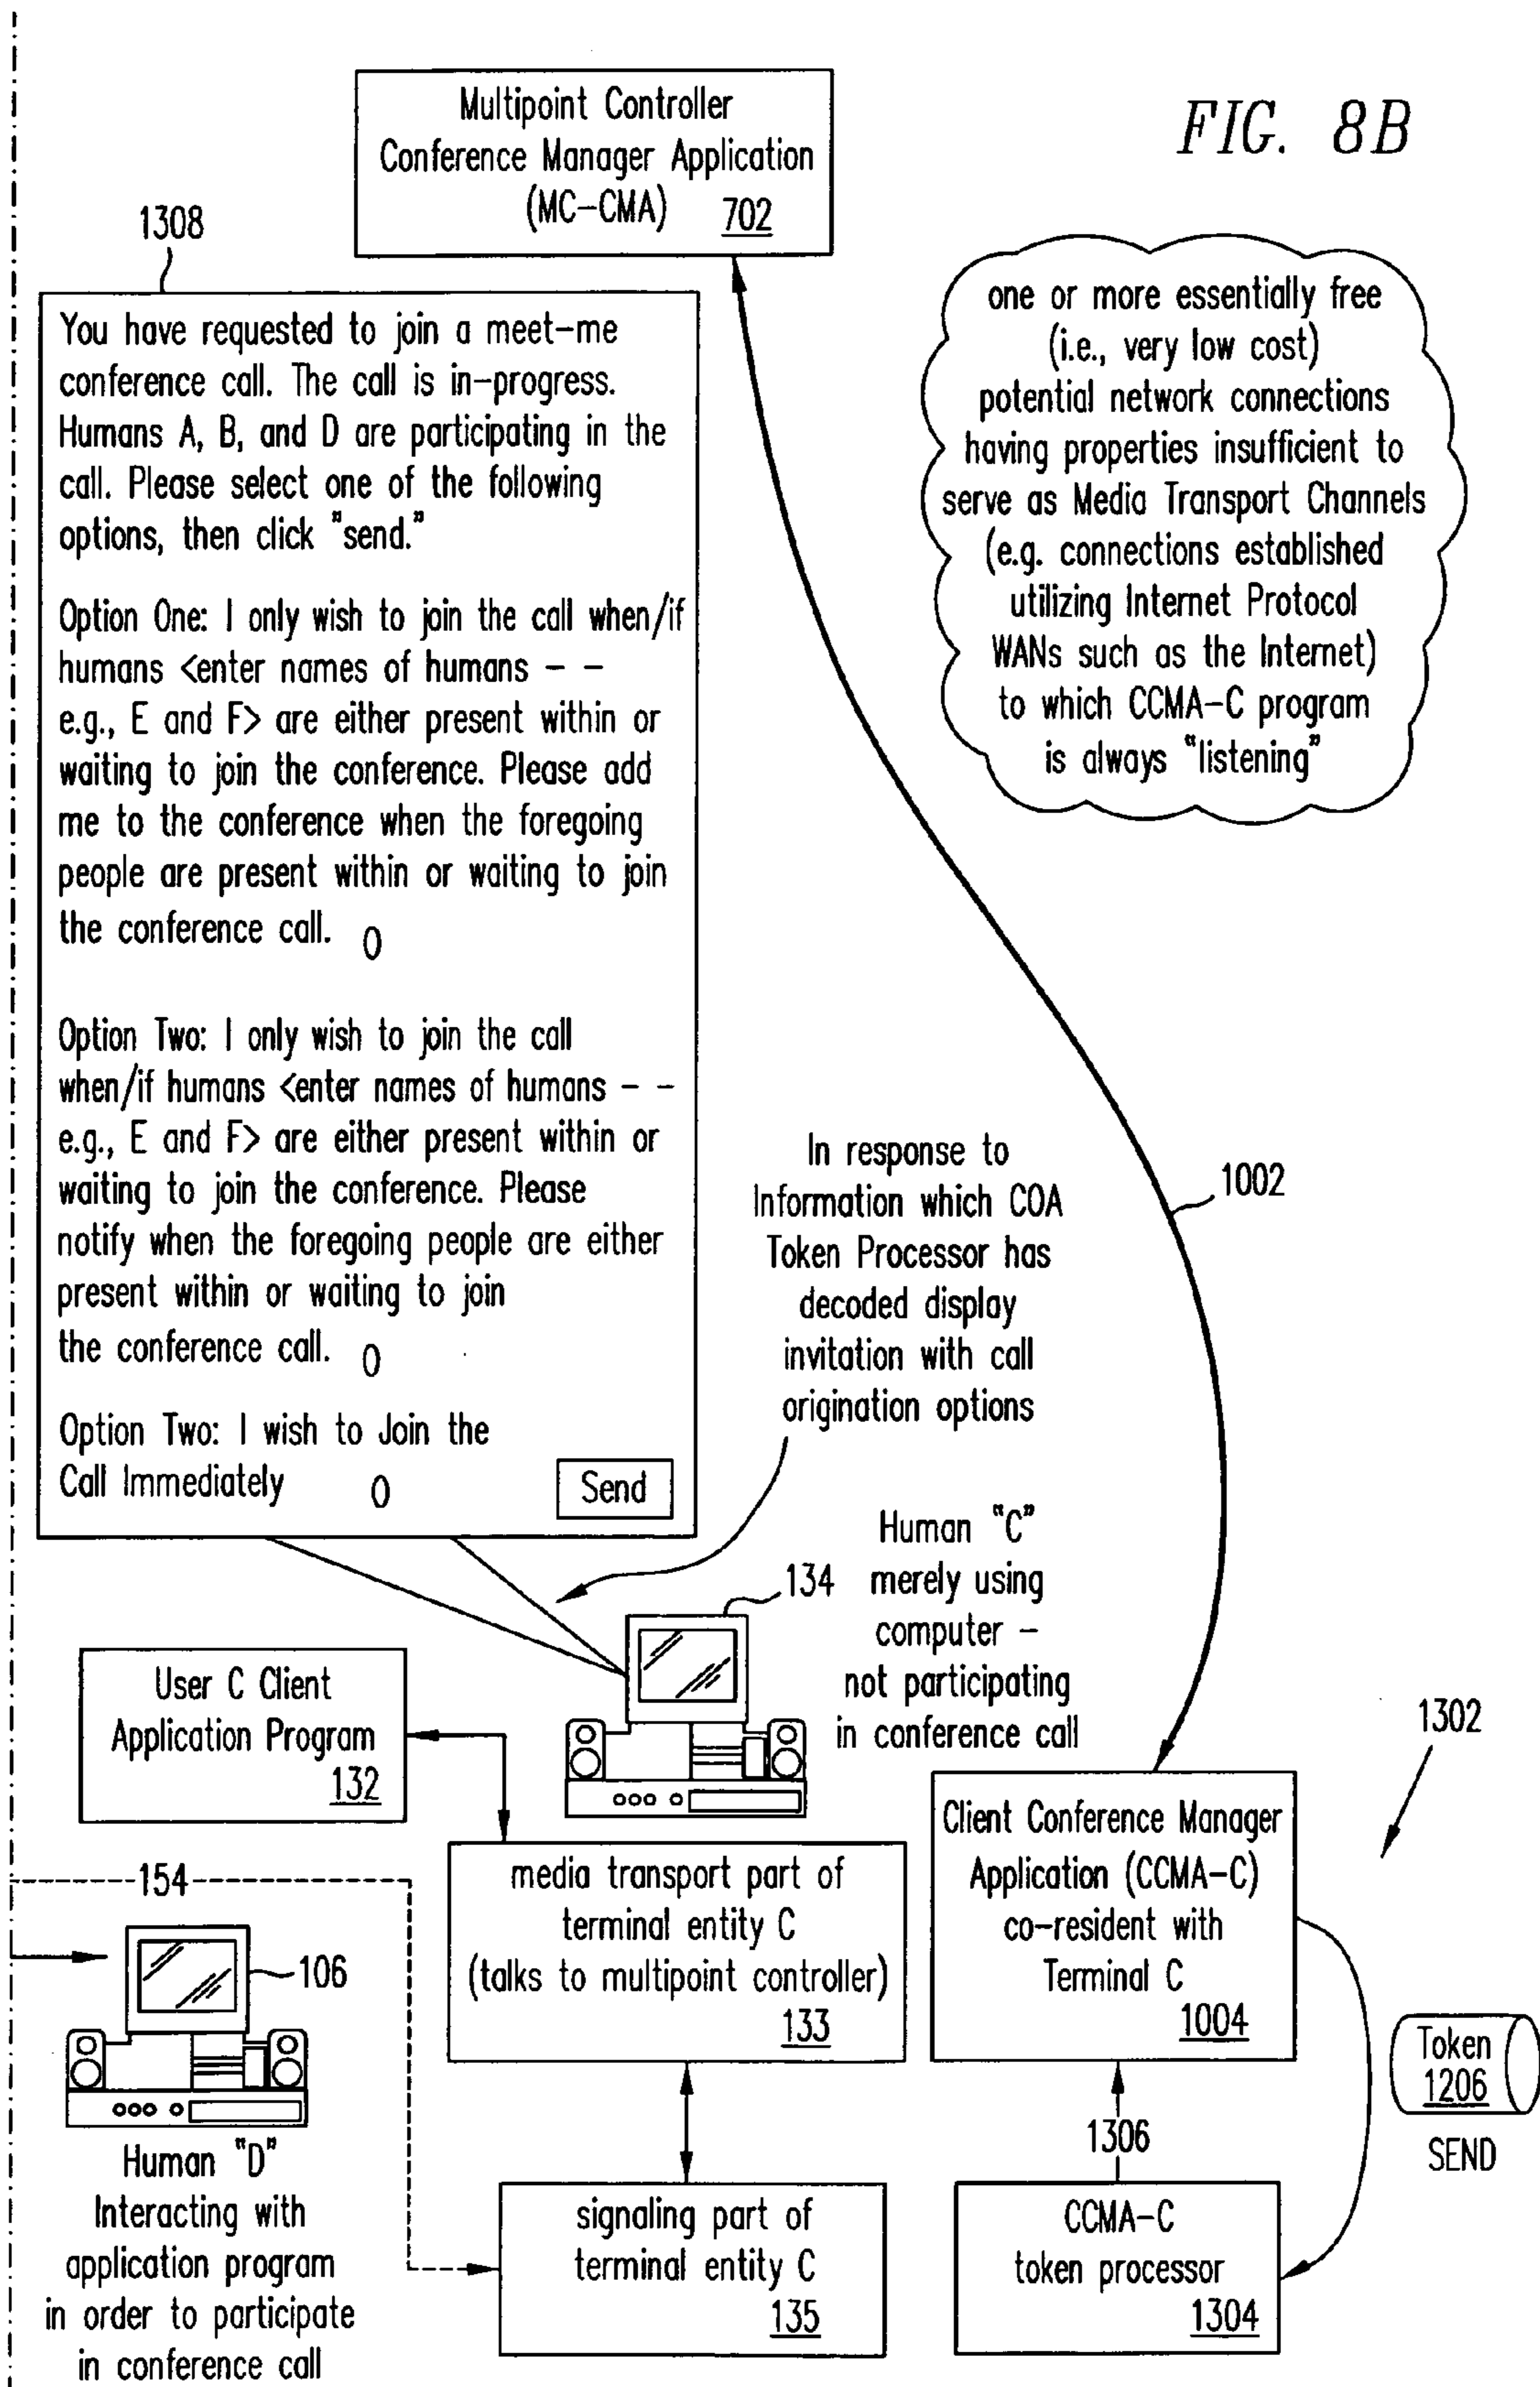 FIG. 8B
Multipoint Controller
Conference Manager Application
(MC-CMA) 702
1308
You have requested to join a meet-me
conference call. The call is in-progress.
Humans A, B, and D are participating in the
call. Please select one of the following
options, then click "send."
Option One: I only wish to join the call when/if
humans <enter names of humans - -
e.g., E and F> are either present within or
waiting to join the conference. Please add
me to the conference when the foregoing
people are present within or waiting to join
the conference call. O
Option Two: I only wish to join the call
when/if humans <enter names of humans - -
e.g., E and F> are either present within or
waiting to join the conference. Please
notify when the foregoing people are either
present within or waiting to join
the conference call. O
Option Two: I wish to Join the
Call Immediately O
Send
one or more essentially free
(i.e., very low cost)
potential network connections
having properties insufficient to
serve as Media Transport Channels
(e.g. connections established
utilizing Internet Protocol
WANs such as the Internet)
to which CCMA-C program
is always "listening"
In response to
Information which COA
Token Processor has
decoded display
invitation with call
origination options
1002
134
Human "C"
merely using
computer -
not participating
in conference call
User C Client
Application Program
132
1302
Client Conference Manager
Application (CCMA-C)
co-resident with
Terminal C
1004
media transport part of
terminal entity C
(talks to multipoint controller)
133
154
106
Human "D"
Interacting with
application program
in order to participate
in conference call
signaling part of
terminal entity C
135
1306
CCMA-C
token processor
1304
Token
1206
SEND